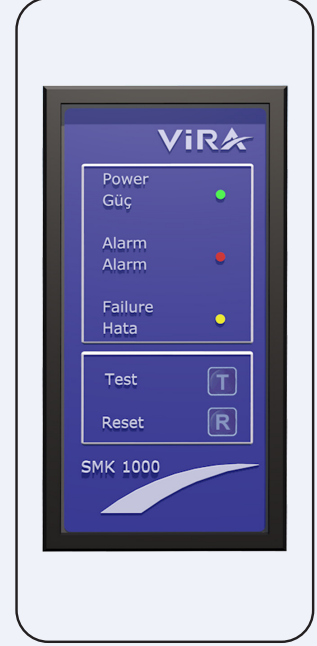 ViRA
Power
Güç
Alarm
Alarm
Failure
Hata
Test T
Reset R
SMK 1000